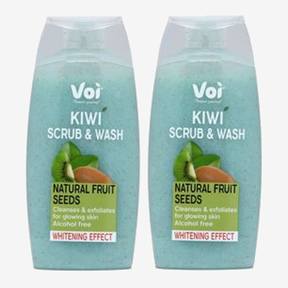 Voi
KIWI
SCRUB & WASH
NATURAL FRUIT
SEEDS
Cleanses & exfoliates
for glowing skin
Alcohol free
WHITENING EFFECT
Voi
KIWI
SCRUB & WASH
NATURAL FRUIT
SEEDS
Cleanses & exfoliates
for glowing skin
Alcohol free
WHITENING EFFECT